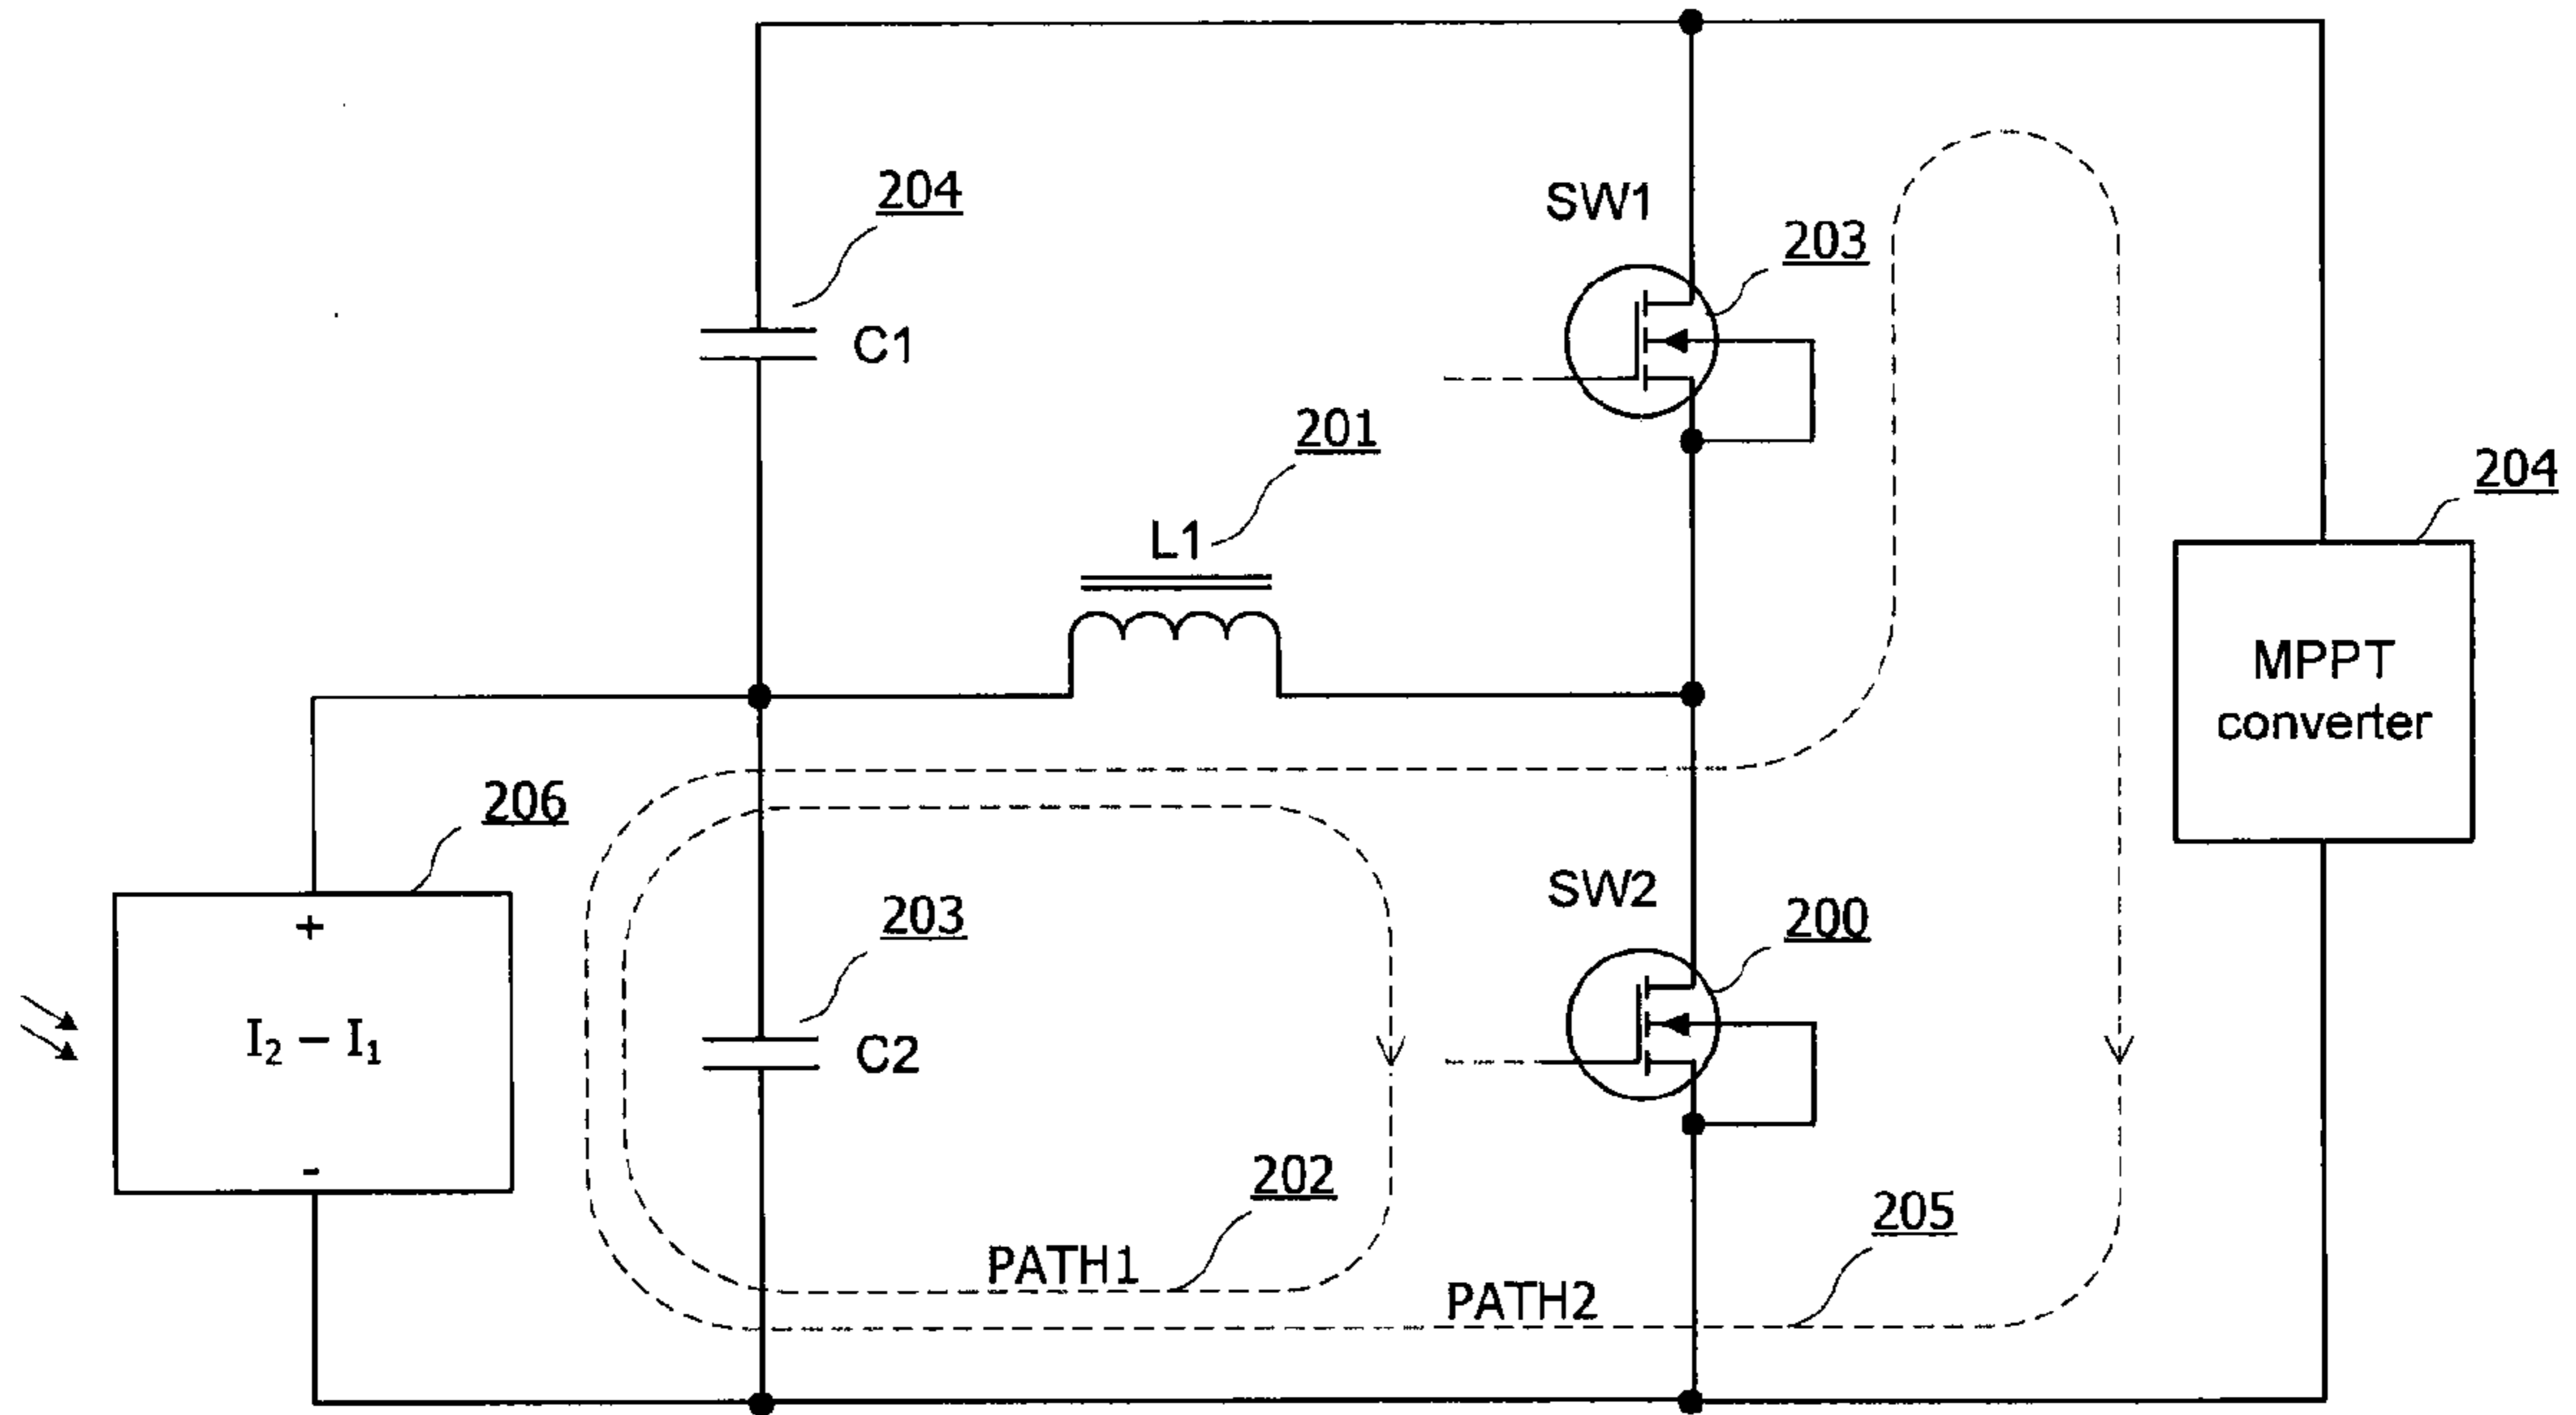 204
SW1
203
C1
201
204
L1
MPPT
converter
206
SW2
203
200
+
I₂ – I₁
C2
-
202
205
PATH1
PATH2